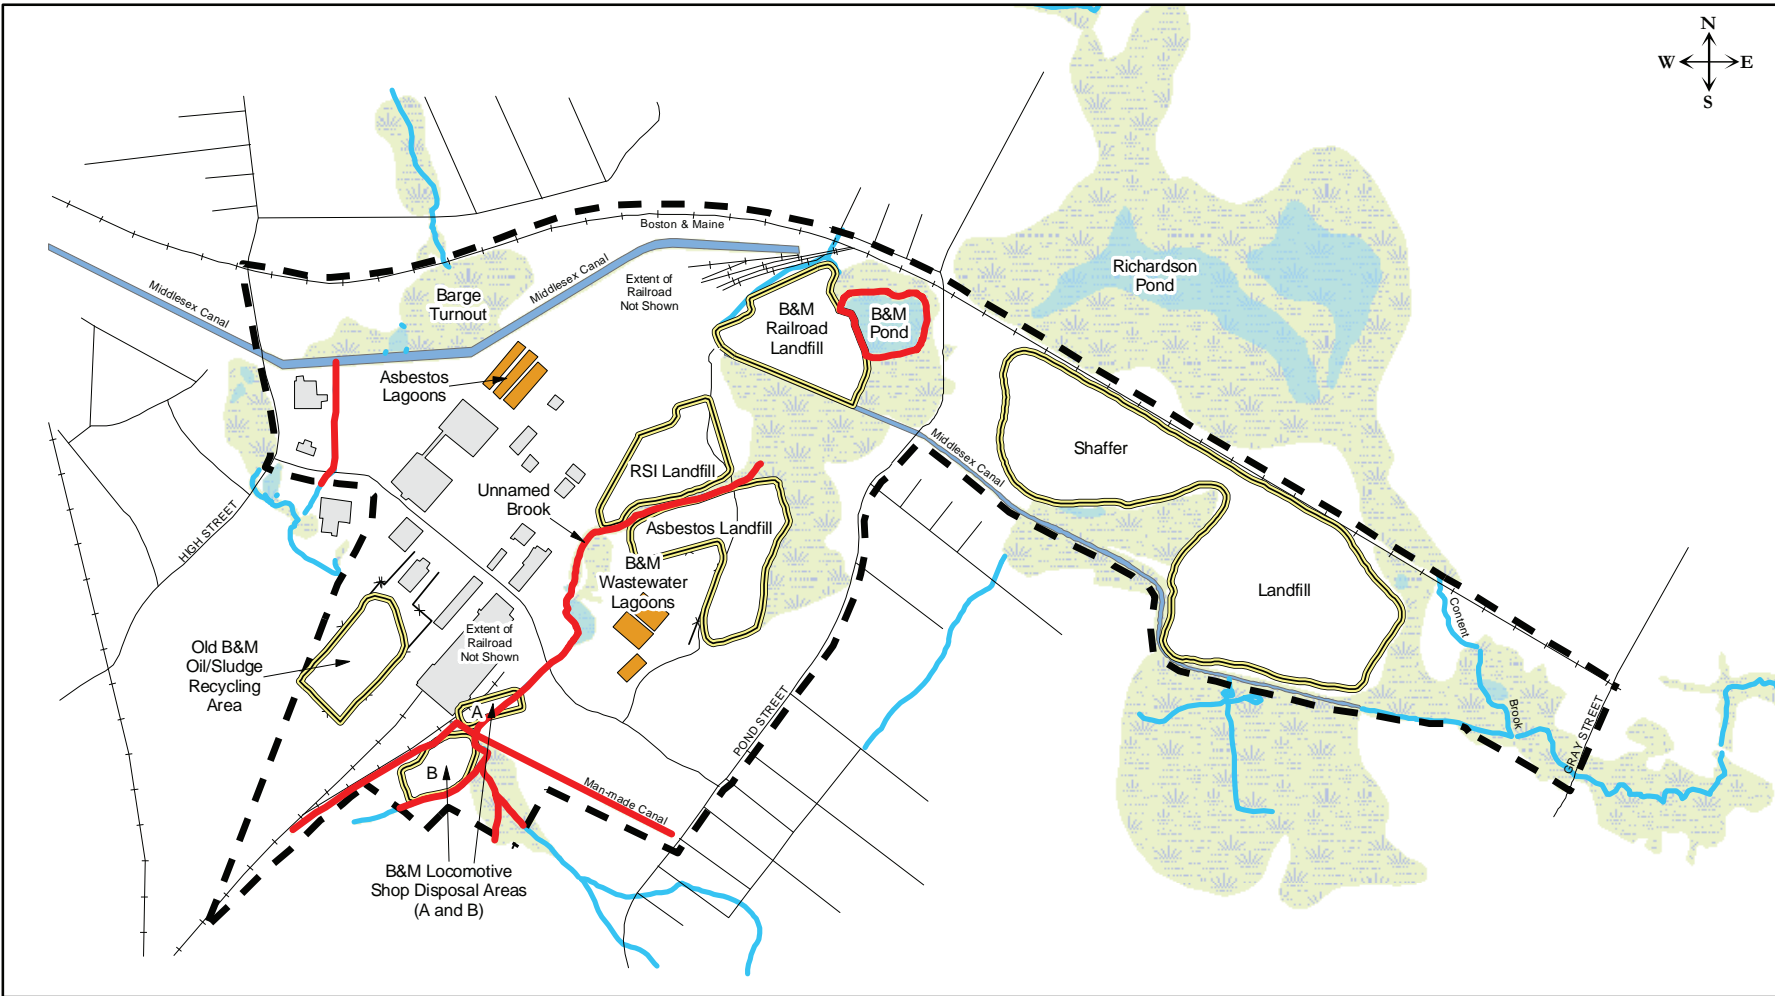 N
W E
S
Boston & Maine
Middlesex Canal
Middlesex Canal
Extent of
Railroad
Not Shown
Barge
Turnout
Richardson
Pond
B&M
Railroad
Landfill
B&M
Pond
Asbestos
Lagoons
Middlesex Canal
Shaffer
RSI Landfill
Unnamed
Brook
Asbestos Landfill
HIGH STREET
B&M
Wastewater
Lagoons
Landfill
Content
Extent of
Railroad
Not Shown
Old B&M
Oil/Sludge
Recycling
Area
A
Brook
POND STREET
GRAY STREET
B
Man-made Canal
B&M Locomotive
Shop Disposal Areas
(A and B)